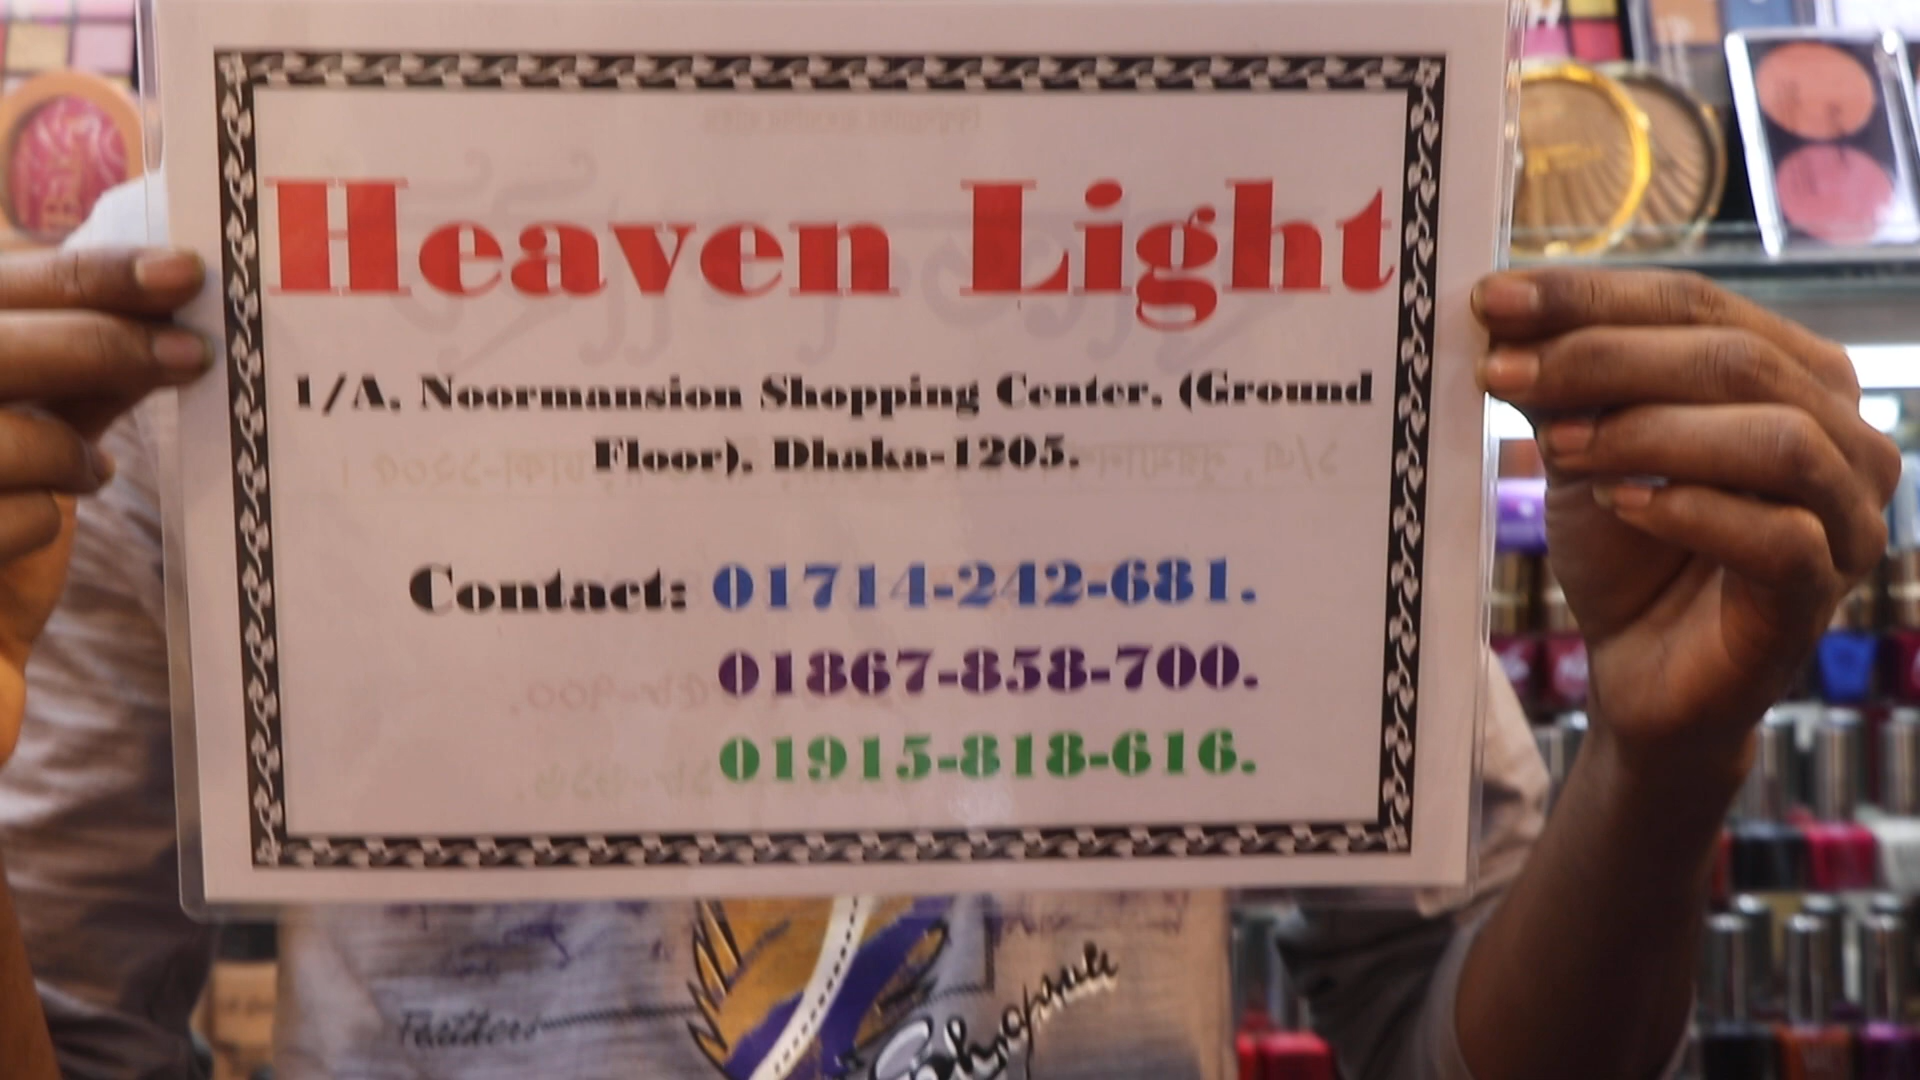 Heaven Light
1/A, Noormansion Shopping Center, (Ground
Floor), Dhaka-1205.
Contact: 01714-242-681.
01867-858-700.
01915-818-616.
Feathers